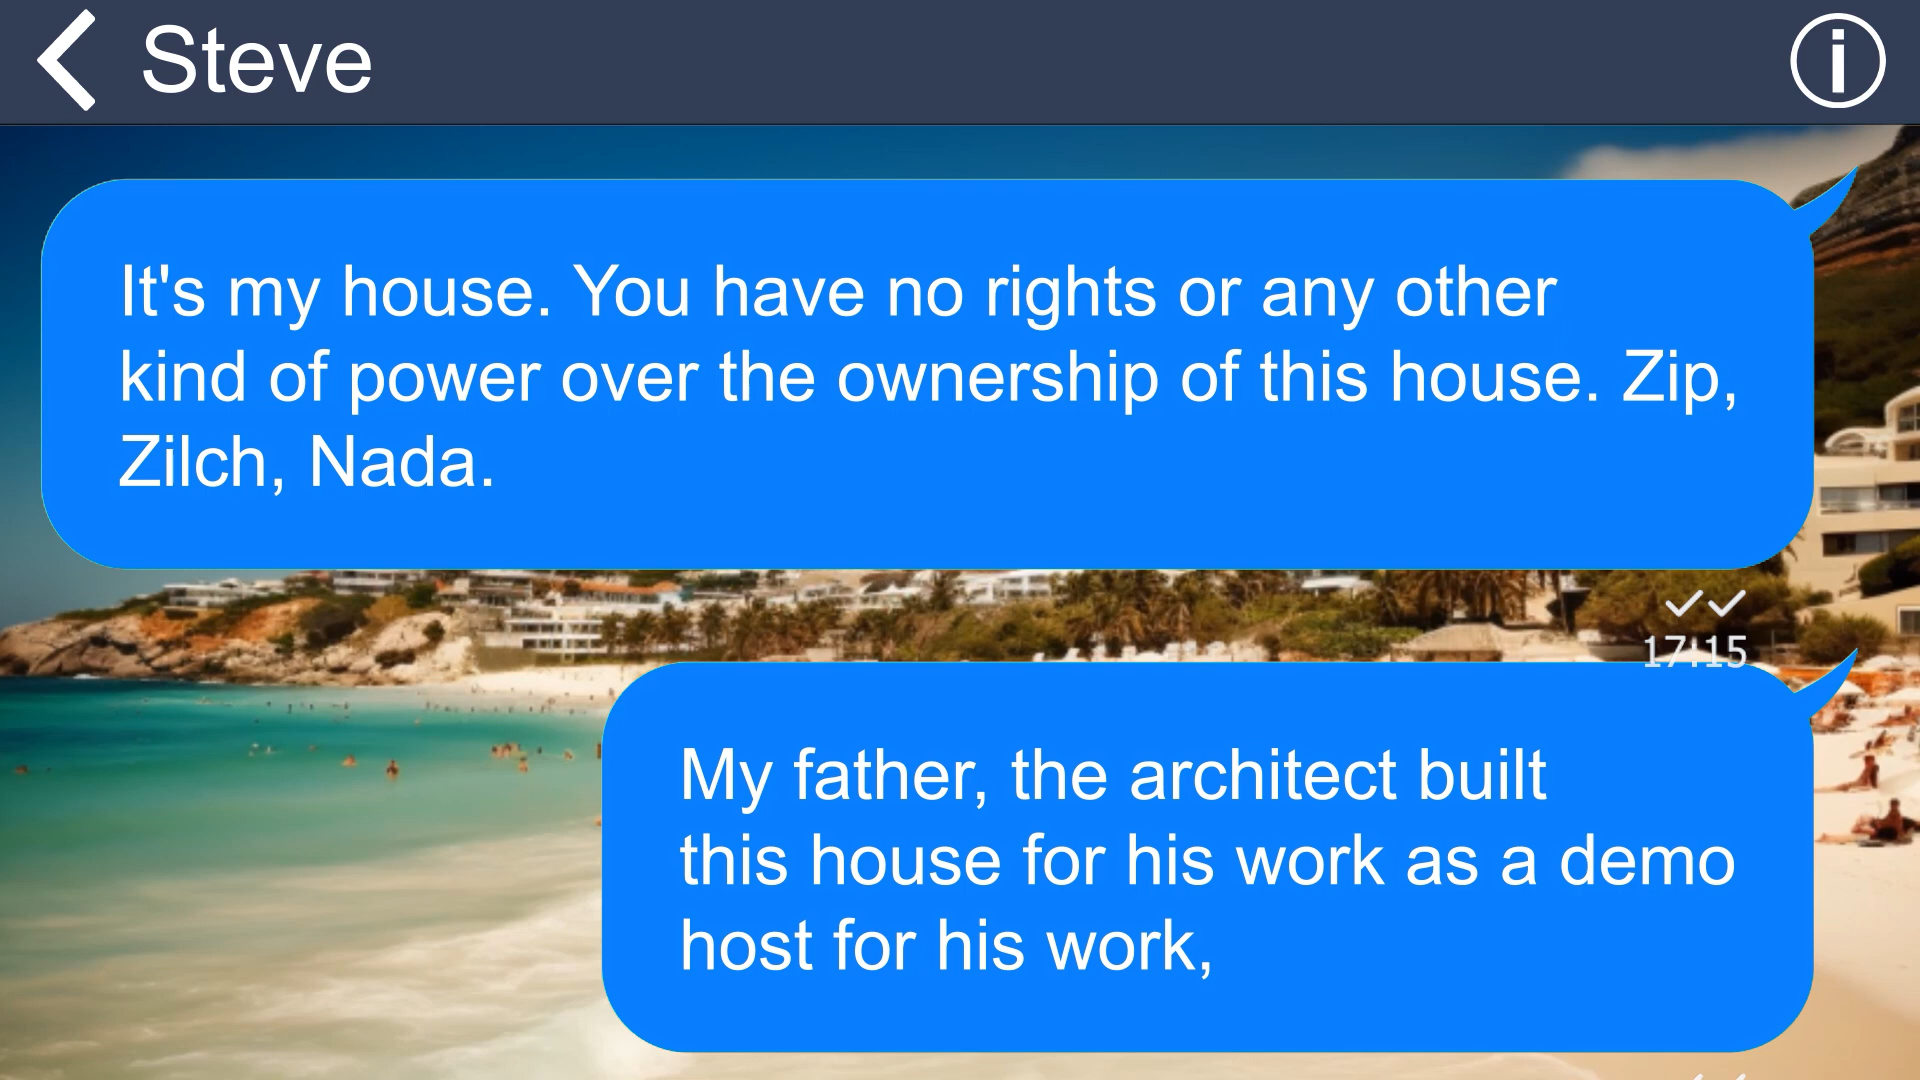 Steve
It's my house. You have no rights or any other
kind of power over the ownership of this house. Zip,
Zilch, Nada.
17:15
My father, the architect built
this house for his work as a demo
host for his work,